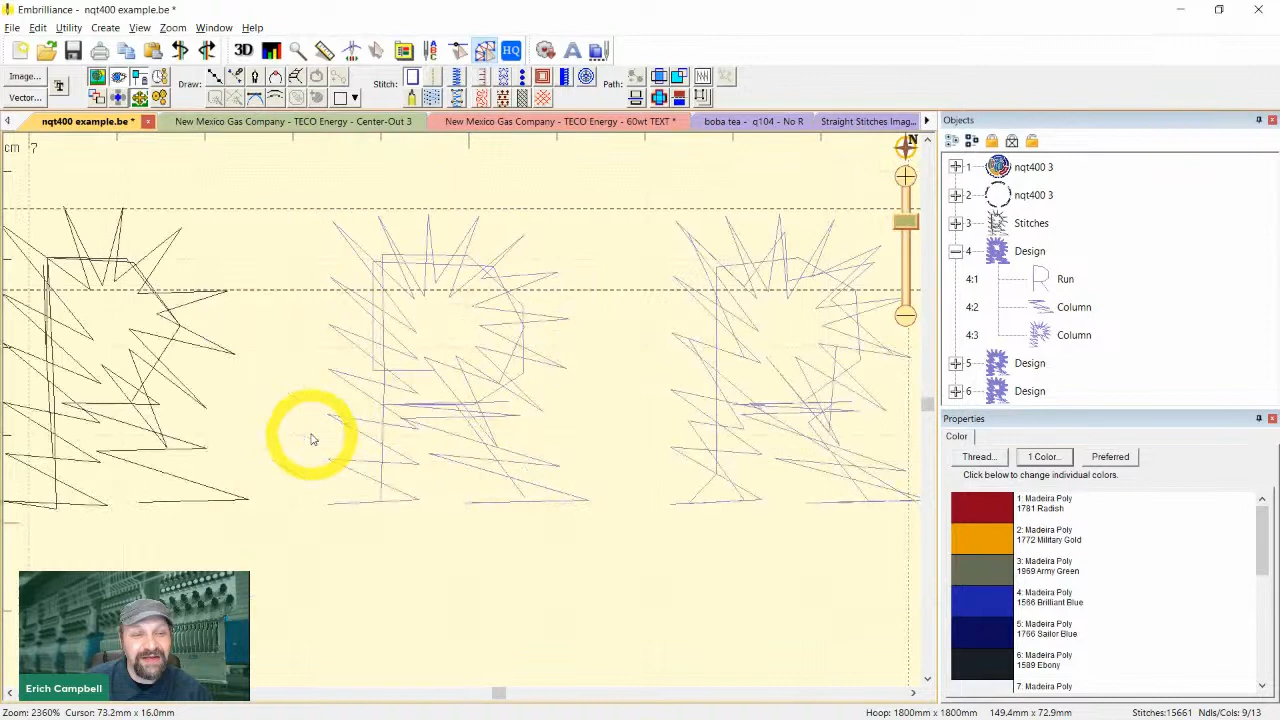 Embrilliance - nqt400 example.be *
File Edit Utility Create View Zoom Window Help
3D ABC HQ A
Image... T Draw: Stitch: Path:
Vector...
nqt400 example.be * New Mexico Gas Company - TECO Energy - Center-Out 3 New Mexico Gas Company - TECO Energy - 60wt TEXT * boba tea - q104 - No R Straight Stitches Imag...
cm 7
N
Objects
1 nqt400 3
2 nqt400 3
3 Stitches
4 Design
4:1 Run
4:2 Column
4:3 Column
5 Design
6 Design
Properties
Color
Thread... 1 Color... Preferred
Click below to change individual colors.
1: Madeira Poly
1781 Radish
2: Madeira Poly
1772 Military Gold
3: Madeira Poly
1969 Army Green
4: Madeira Poly
1566 Brilliant Blue
5: Madeira Poly
1766 Sailor Blue
6: Madeira Poly
1589 Ebony
7: Madeira Poly
Erich Campbell
Zoom: 2360% Cursor: 73.2mm x 16.0mm Hoop: 1800mm x 1800mm 149.4mm x 72.9mm Stitches:15661 Ndls/Cols: 9/13